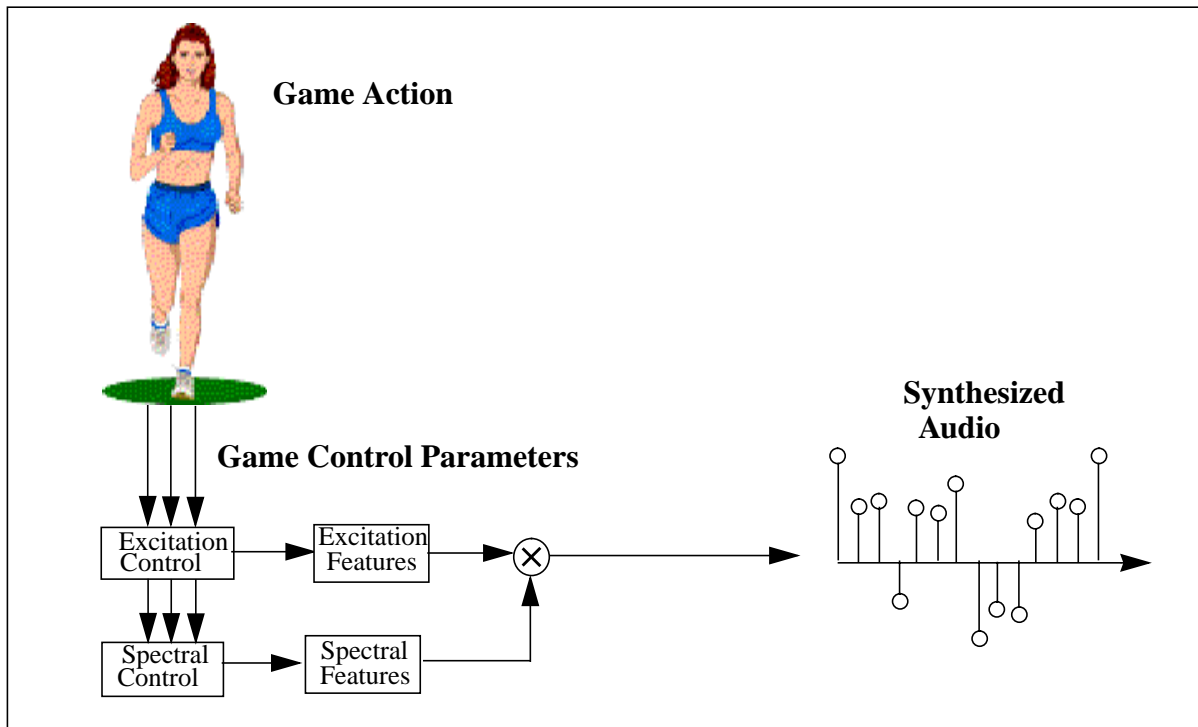 Game Action
Synthesized
Audio
Game Control Parameters
Excitation
Control
Excitation
Features
Spectral
Control
Spectral
Features